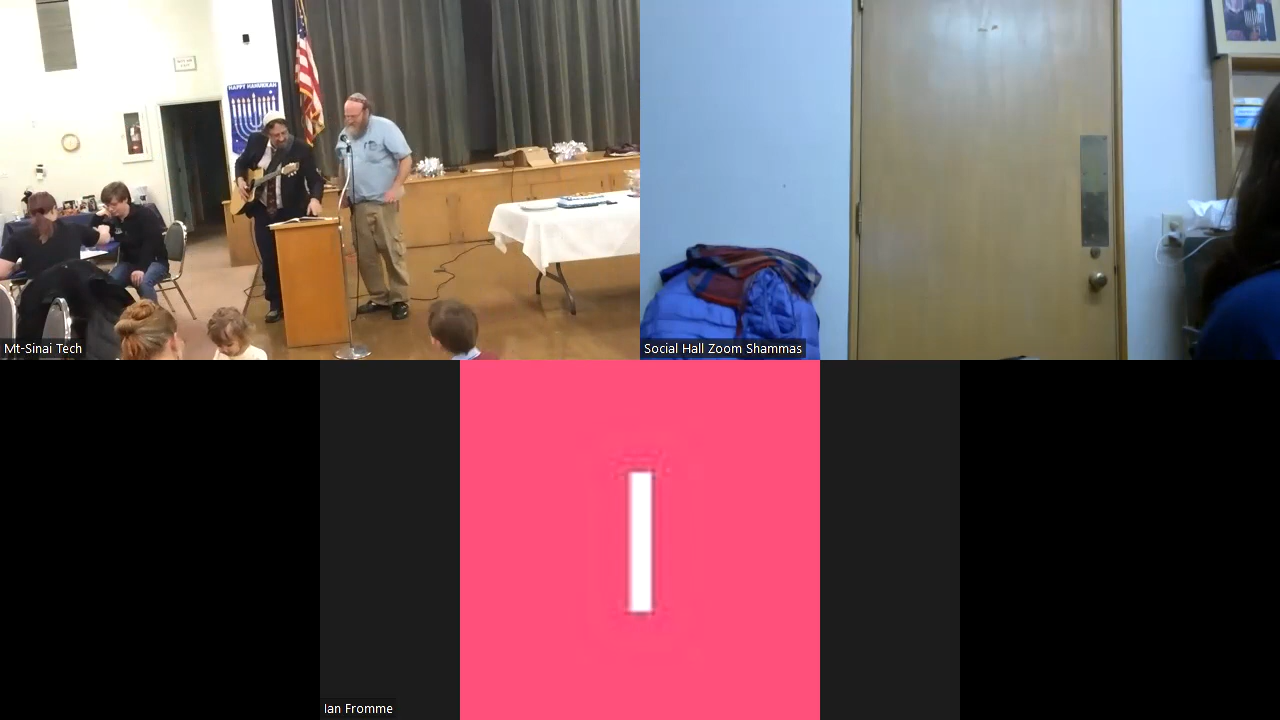 HAPPY HANUKKAH
Mt-Sinai Tech
Social Hall Zoom Shammas
I
Ian Fromme